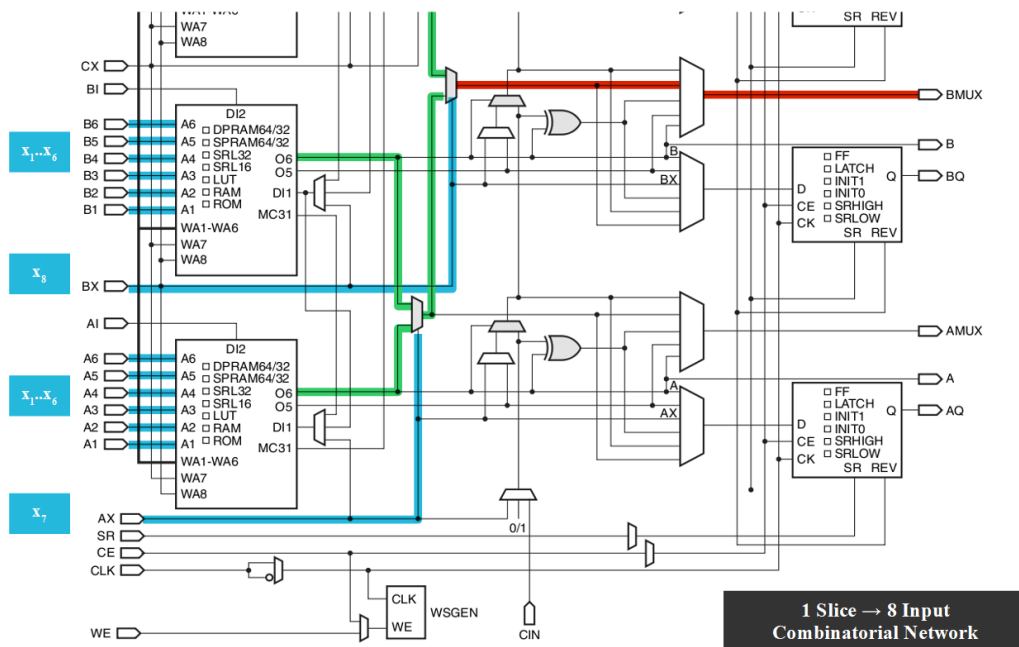 WA1-WA6
WA7
WA8
SR REV
CX
BI
DI2
BMUX
x1..x6
B6
B5
B4
B3
B2
B1
A6
A5
A4
A3
A2
A1
DPRAM64/32
SPRAM64/32
SRL32
SRL16
LUT
RAM
ROM
O6
O5
DI1
MC31
WA1-WA6
WA7
WA8
B
BX
B
D
CE
CK
FF
LATCH
INIT1
INIT0
SRHIGH
SRLOW
SR REV
Q
BQ
x8
BX
AI
DI2
AMUX
x1..x6
A6
A5
A4
A3
A2
A1
A6
A5
A4
A3
A2
A1
DPRAM64/32
SPRAM64/32
SRL32
SRL16
LUT
RAM
ROM
O6
O5
DI1
MC31
WA1-WA6
WA7
WA8
A
AX
A
D
CE
CK
FF
LATCH
INIT1
INIT0
SRHIGH
SRLOW
SR REV
Q
AQ
x7
AX
0/1
SR
CE
CLK
CLK
WE
WSGEN
WE
CIN
1 Slice → 8 Input
Combinatorial Network